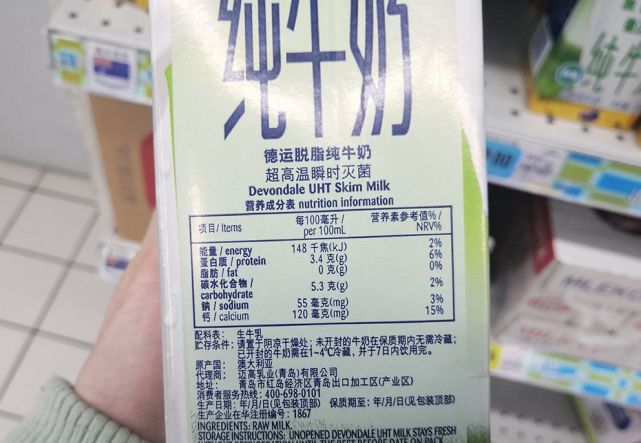 纯牛奶
德运脱脂纯牛奶
超高温瞬时灭菌
Devondale UHT Skim Milk
营养成分表 nutrition information
项目/Items 每100毫升/per 100mL 营养素参考值%/NRV%
能量/energy 148 千焦(kJ) 2%
蛋白质/protein 3.4 克(g) 6%
脂肪/fat 0 克(g) 0%
碳水化合物/carbohydrate 5.3 克(g) 2%
钠/sodium 55 毫克(mg) 3%
钙/calcium 120 毫克(mg) 15%
配料表: 生牛乳
贮存条件: 请置于阴凉干燥处; 未开封的牛奶在保质期内无需冷藏;
已开封的牛奶需在1~4℃冷藏, 并于7日内饮用完。
原产国: 澳大利亚
代理商: 迈高乳业(青岛)有限公司
地址: 青岛市红岛经济区青岛出口加工区(产业区)
消费者服务热线: 400-698-0101
生产日期: 年/月/日(见包装顶部) 保质期至: 年/月/日(见包装顶部)
生产企业在华注册编号: 1867
INGREDIENTS: RAW MILK.
STORAGE INSTRUCTIONS: UNOPENED DEVONDALE UHT MILK STAYS FRESH